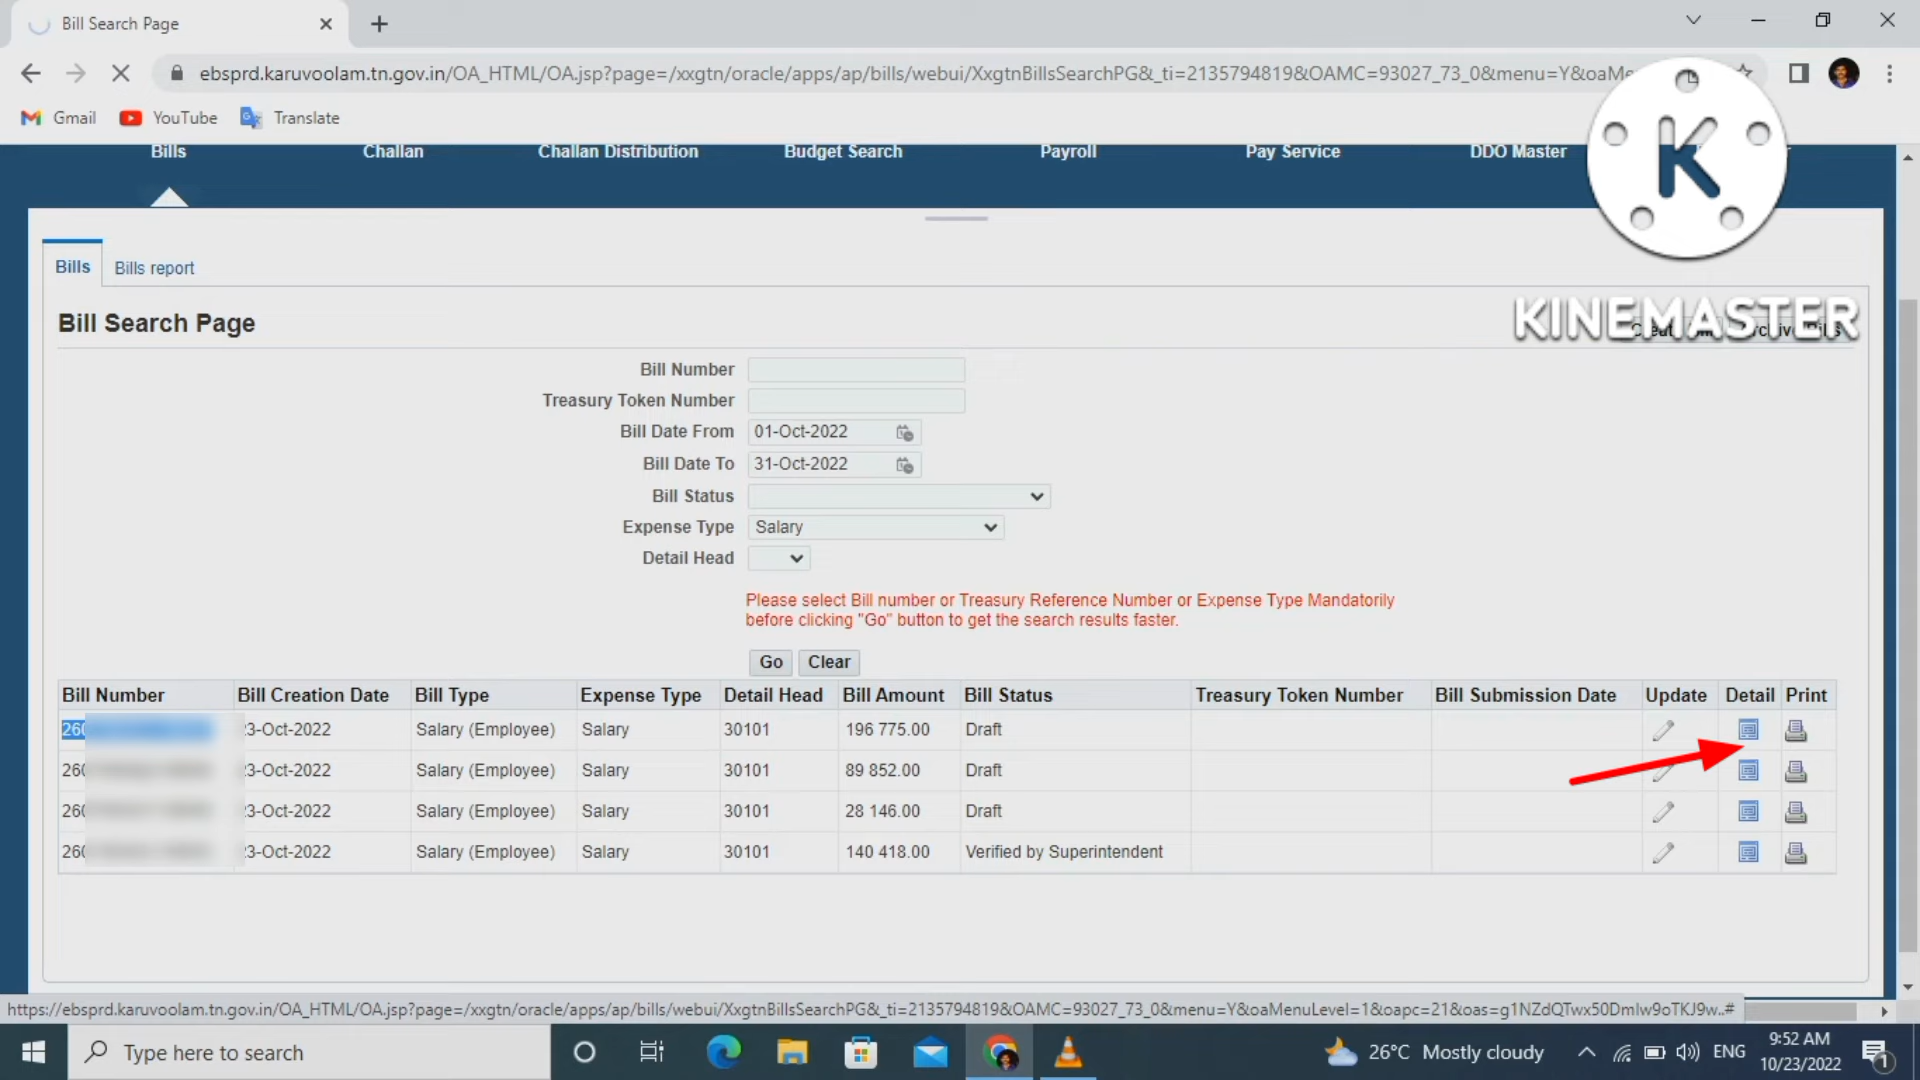 Bill Search Page
ebsprd.karuvoolam.tn.gov.in/OA_HTML/OA.jsp?page=/xxgtn/oracle/apps/ap/bills/webui/XxgtnBillsSearchPG&_ti=2135794819&OAMC=93027_73_0&menu=Y&oaMe
Gmail YouTube Translate
Bills Challan Challan Distribution Budget Search Payroll Pay Service DDO Master
K
Bills Bills report
KINEMASTER
Bill Search Page
Bill Number
Treasury Token Number
Bill Date From 01-Oct-2022
Bill Date To 31-Oct-2022
Bill Status
Expense Type Salary
Detail Head
Please select Bill number or Treasury Reference Number or Expense Type Mandatorily
before clicking "Go" button to get the search results faster.
Go Clear
Bill Number Bill Creation Date Bill Type Expense Type Detail Head Bill Amount Bill Status Treasury Token Number Bill Submission Date Update Detail Print
3-Oct-2022 Salary (Employee) Salary 30101 196 775.00 Draft
3-Oct-2022 Salary (Employee) Salary 30101 89 852.00 Draft
3-Oct-2022 Salary (Employee) Salary 30101 28 146.00 Draft
3-Oct-2022 Salary (Employee) Salary 30101 140 418.00 Verified by Superintendent
https://ebsprd.karuvoolam.tn.gov.in/OA_HTML/OA.jsp?page=/xxgtn/oracle/apps/ap/bills/webui/XxgtnBillsSearchPG&_ti=2135794819&OAMC=93027_73_0&menu=Y&oaMenuLevel=1&oapc=21&oas=g1NZdQTwx50Dmlw9oTKJ9w..#
Type here to search
26°C Mostly cloudy ENG 9:52 AM
10/23/2022 1